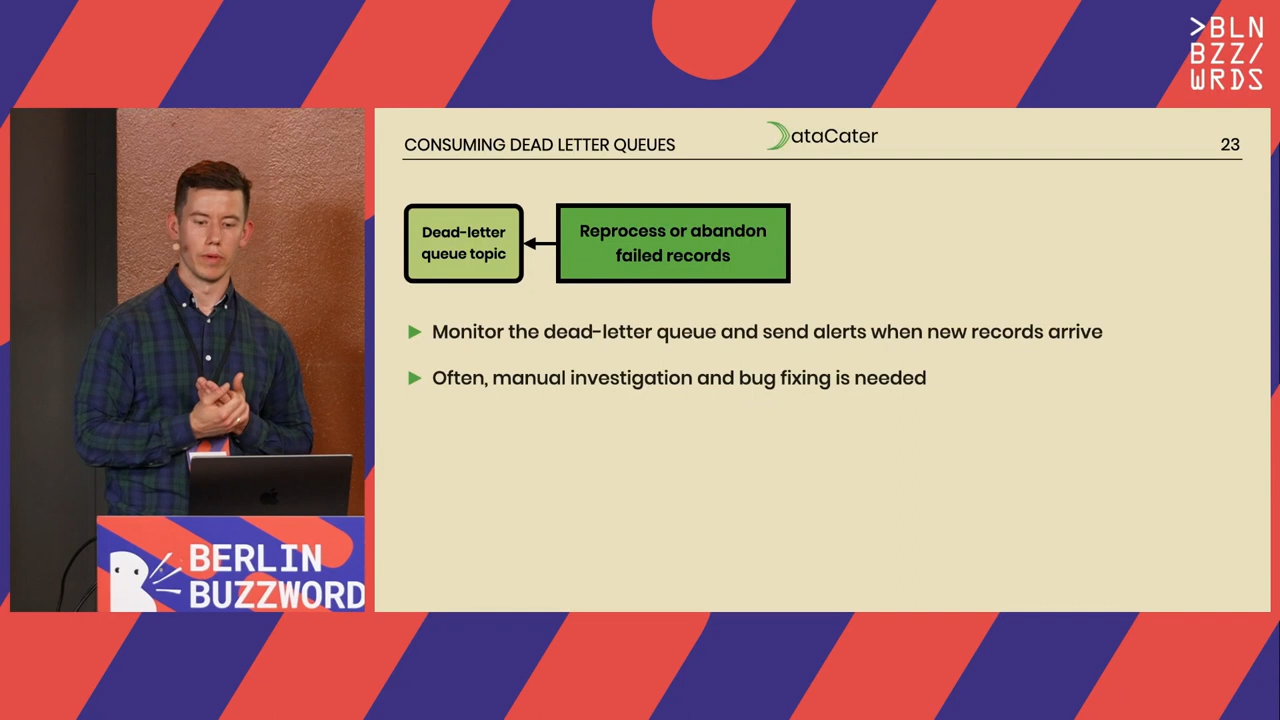 >BLN
BZZ/
WRDS
CONSUMING DEAD LETTER QUEUES
DataCater
23
Dead-letter
queue topic
Reprocess or abandon
failed records
Monitor the dead-letter queue and send alerts when new records arrive
Often, manual investigation and bug fixing is needed
BERLIN
BUZZWORD